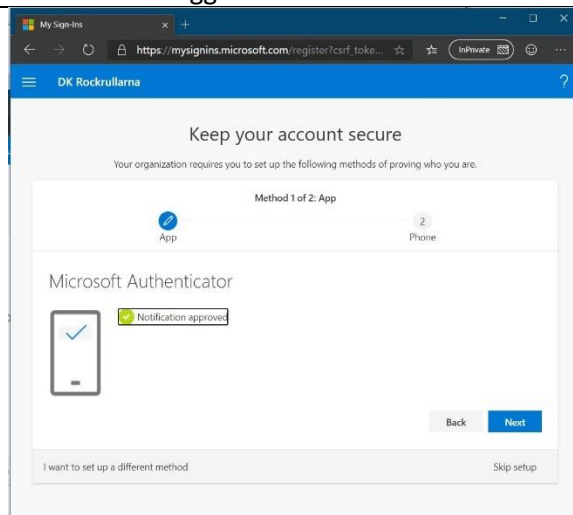 My Sign-Ins
https://mysignins.microsoft.com/register?csrf_toke...
InPrivate
DK Rockrullarna
?
Keep your account secure
Your organization requires you to set up the following methods of proving who you are.
Method 1 of 2: App
2
App
Phone
Microsoft Authenticator
Notification approved
Back
Next
I want to set up a different method
Skip setup